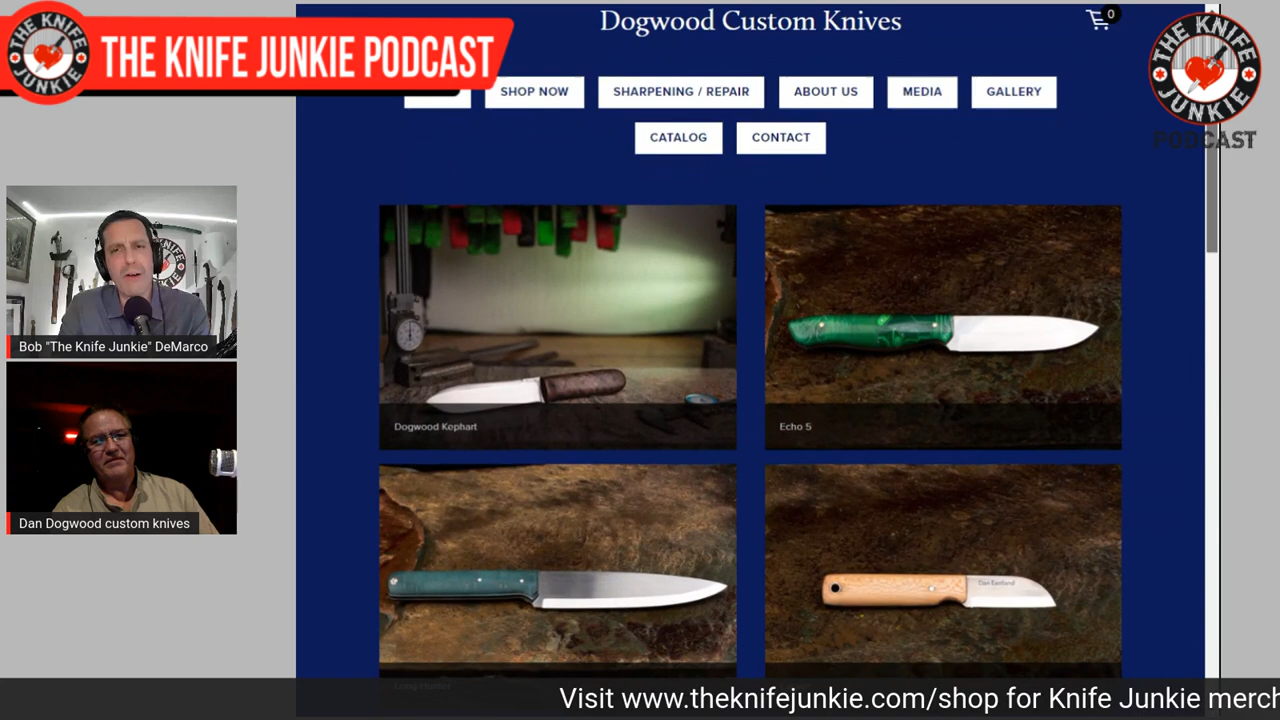 THE KNIFE JUNKIE
THE KNIFE JUNKIE PODCAST
Dogwood Custom Knives
0
THE KNIFE JUNKIE
PODCAST
SHOP NOW
SHARPENING / REPAIR
ABOUT US
MEDIA
GALLERY
CATALOG
CONTACT
Bob "The Knife Junkie" DeMarco
Dan Dogwood custom knives
Dogwood Kephart
Echo 5
Dan Eastland
Visit www.theknifejunkie.com/shop for Knife Junkie merch